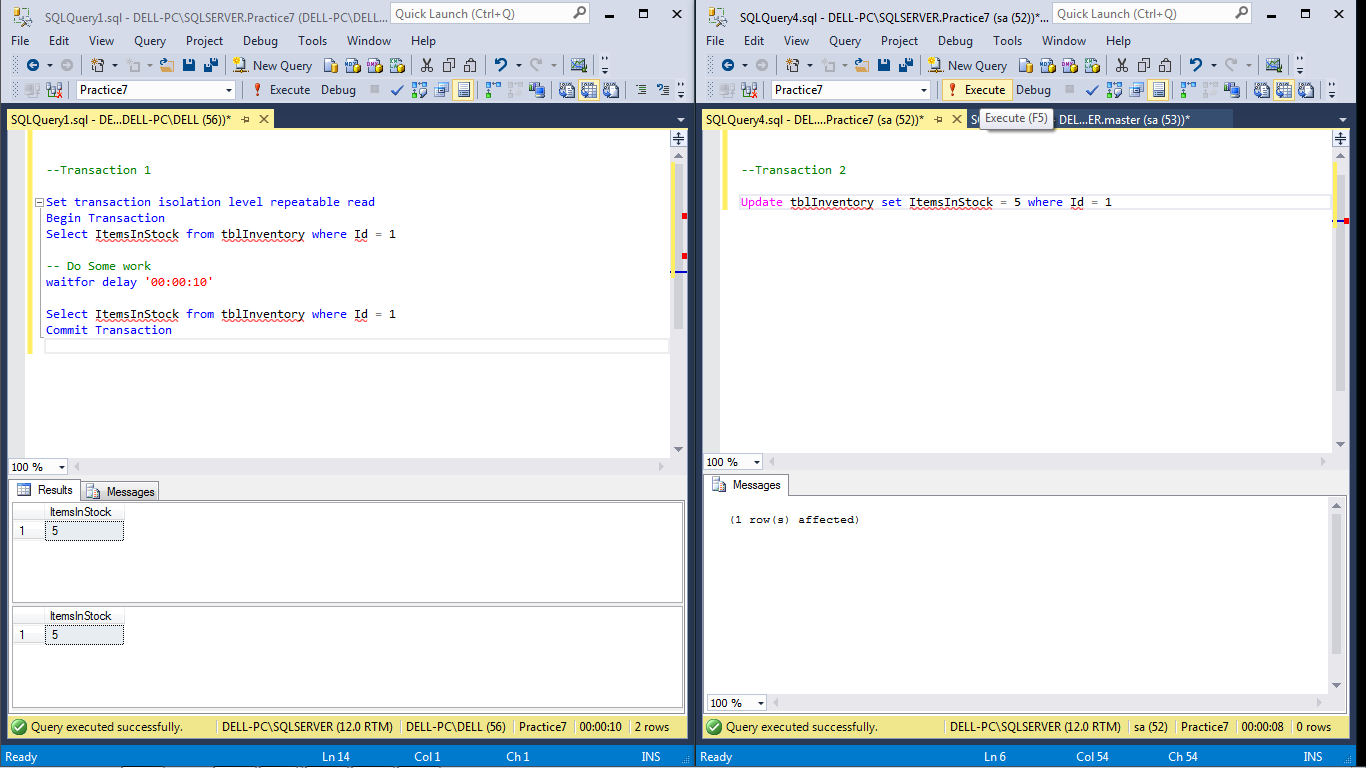 SQLQuery1.sql - DELL-PC\SQLSERVER.Practice7 (DELL-PC\DELL...
Quick Launch (Ctrl+Q)
File Edit View Query Project Debug Tools Window Help
New Query
Practice7
Execute Debug
SQLQuery1.sql - DE...DELL-PC\DELL (56))*
--Transaction 1
Set transaction isolation level repeatable read
Begin Transaction
Select ItemsInStock from tblInventory where Id = 1
-- Do Some work
waitfor delay '00:00:10'
Select ItemsInStock from tblInventory where Id = 1
Commit Transaction
100 %
Results Messages
ItemsInStock
1 5
ItemsInStock
1 5
Query executed successfully. DELL-PC\SQLSERVER (12.0 RTM) DELL-PC\DELL (56) Practice7 00:00:10 2 rows
Ready Ln 14 Col 1 Ch 1 INS
SQLQuery4.sql - DELL-PC\SQLSERVER.Practice7 (sa (52))*...
Quick Launch (Ctrl+Q)
File Edit View Query Project Debug Tools Window Help
New Query
Practice7
Execute Debug
SQLQuery4.sql - DEL....Practice7 (sa (52))*
DEL...ER.master (sa (53))*
Execute (F5)
--Transaction 2
Update tblInventory set ItemsInStock = 5 where Id = 1
100 %
Messages
(1 row(s) affected)
100 %
Query executed successfully. DELL-PC\SQLSERVER (12.0 RTM) sa (52) Practice7 00:00:08 0 rows
Ready Ln 6 Col 54 Ch 54 INS